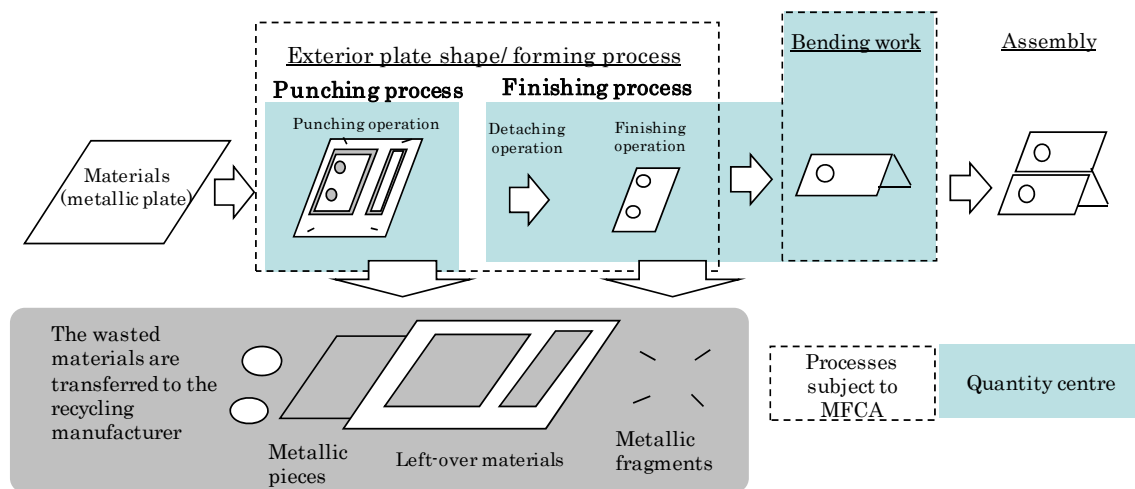 Exterior plate shape/ forming process
Bending work
Assembly
Punching process
Finishing process
Punching operation
Detaching
operation
Finishing
operation
Materials
(metallic plate)
The wasted
materials are
transferred to the
recycling
manufacturer
Metallic
pieces
Left-over materials
Metallic
fragments
Processes
subject to
MFCA
Quantity centre